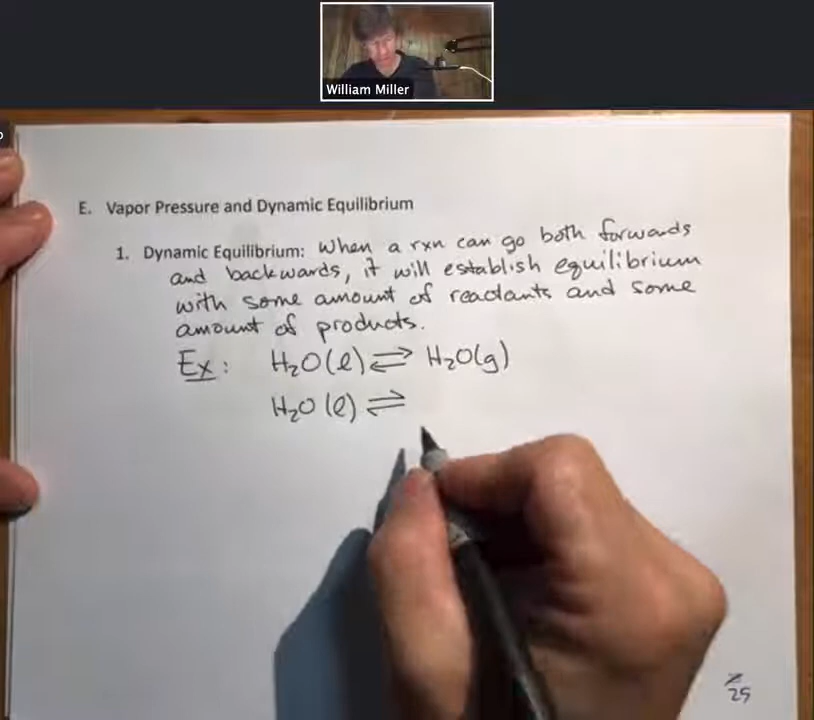 William Miller
E. Vapor Pressure and Dynamic Equilibrium
1. Dynamic Equilibrium: When a rxn can go both forwards
and backwards, it will establish equilibrium
with some amount of reactants and some
amount of products.
Ex: H₂O(l) ⇌ H₂O(g)
H₂O(l) ⇌
25